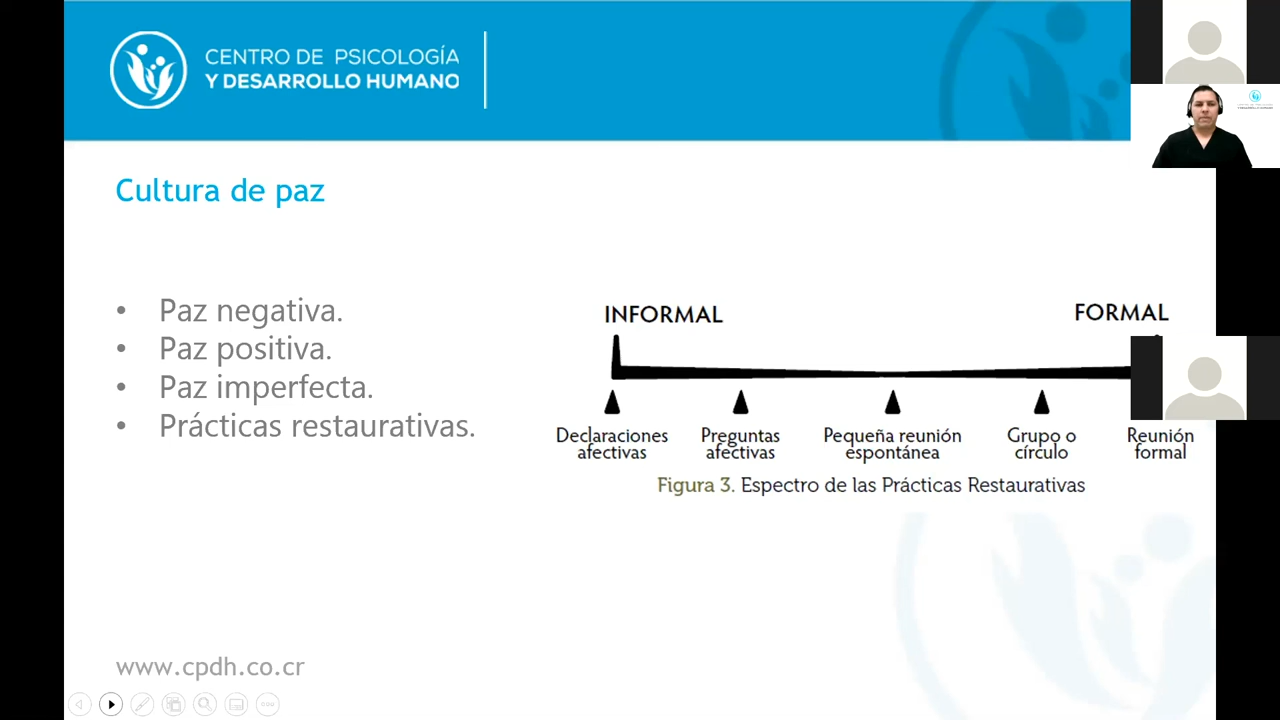 CENTRO DE PSICOLOGÍA
Y DESARROLLO HUMANO
Cultura de paz
• Paz negativa.
• Paz positiva.
• Paz imperfecta.
• Prácticas restaurativas.
INFORMAL
FORMAL
Declaraciones
afectivas
Preguntas
afectivas
Pequeña reunión
espontánea
Grupo o
círculo
Reunión
formal
Figura 3. Espectro de las Prácticas Restaurativas
www.cpdh.co.cr